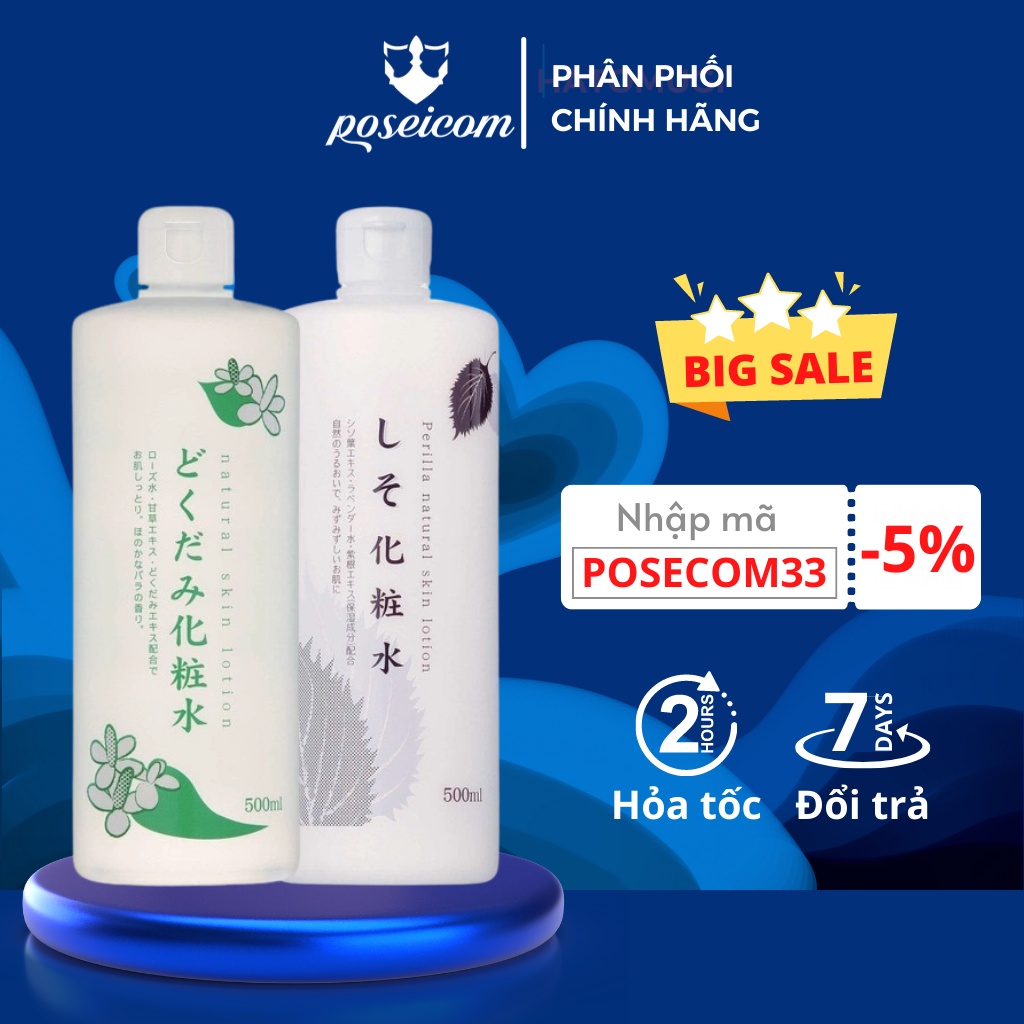 poseicom
PHÂN PHỐI
CHÍNH HÃNG
BIG SALE
Nhập mã
POSECOM33
-5%
2
HOURS
Hỏa tốc
7
DAYS
Đổi trả
natural skin lotion
どくだみ化粧水
ローズ水・甘草エキス・どくだみエキス配合で
お肌しっとり。ほのかなバラの香り。
500ml
Perilla natural skin lotion
しそ化粧水
シソ葉エキス・ラベンダー水・紫根エキス(保湿成分)配合
自然のうるおいで、みずみずしいお肌に
500ml